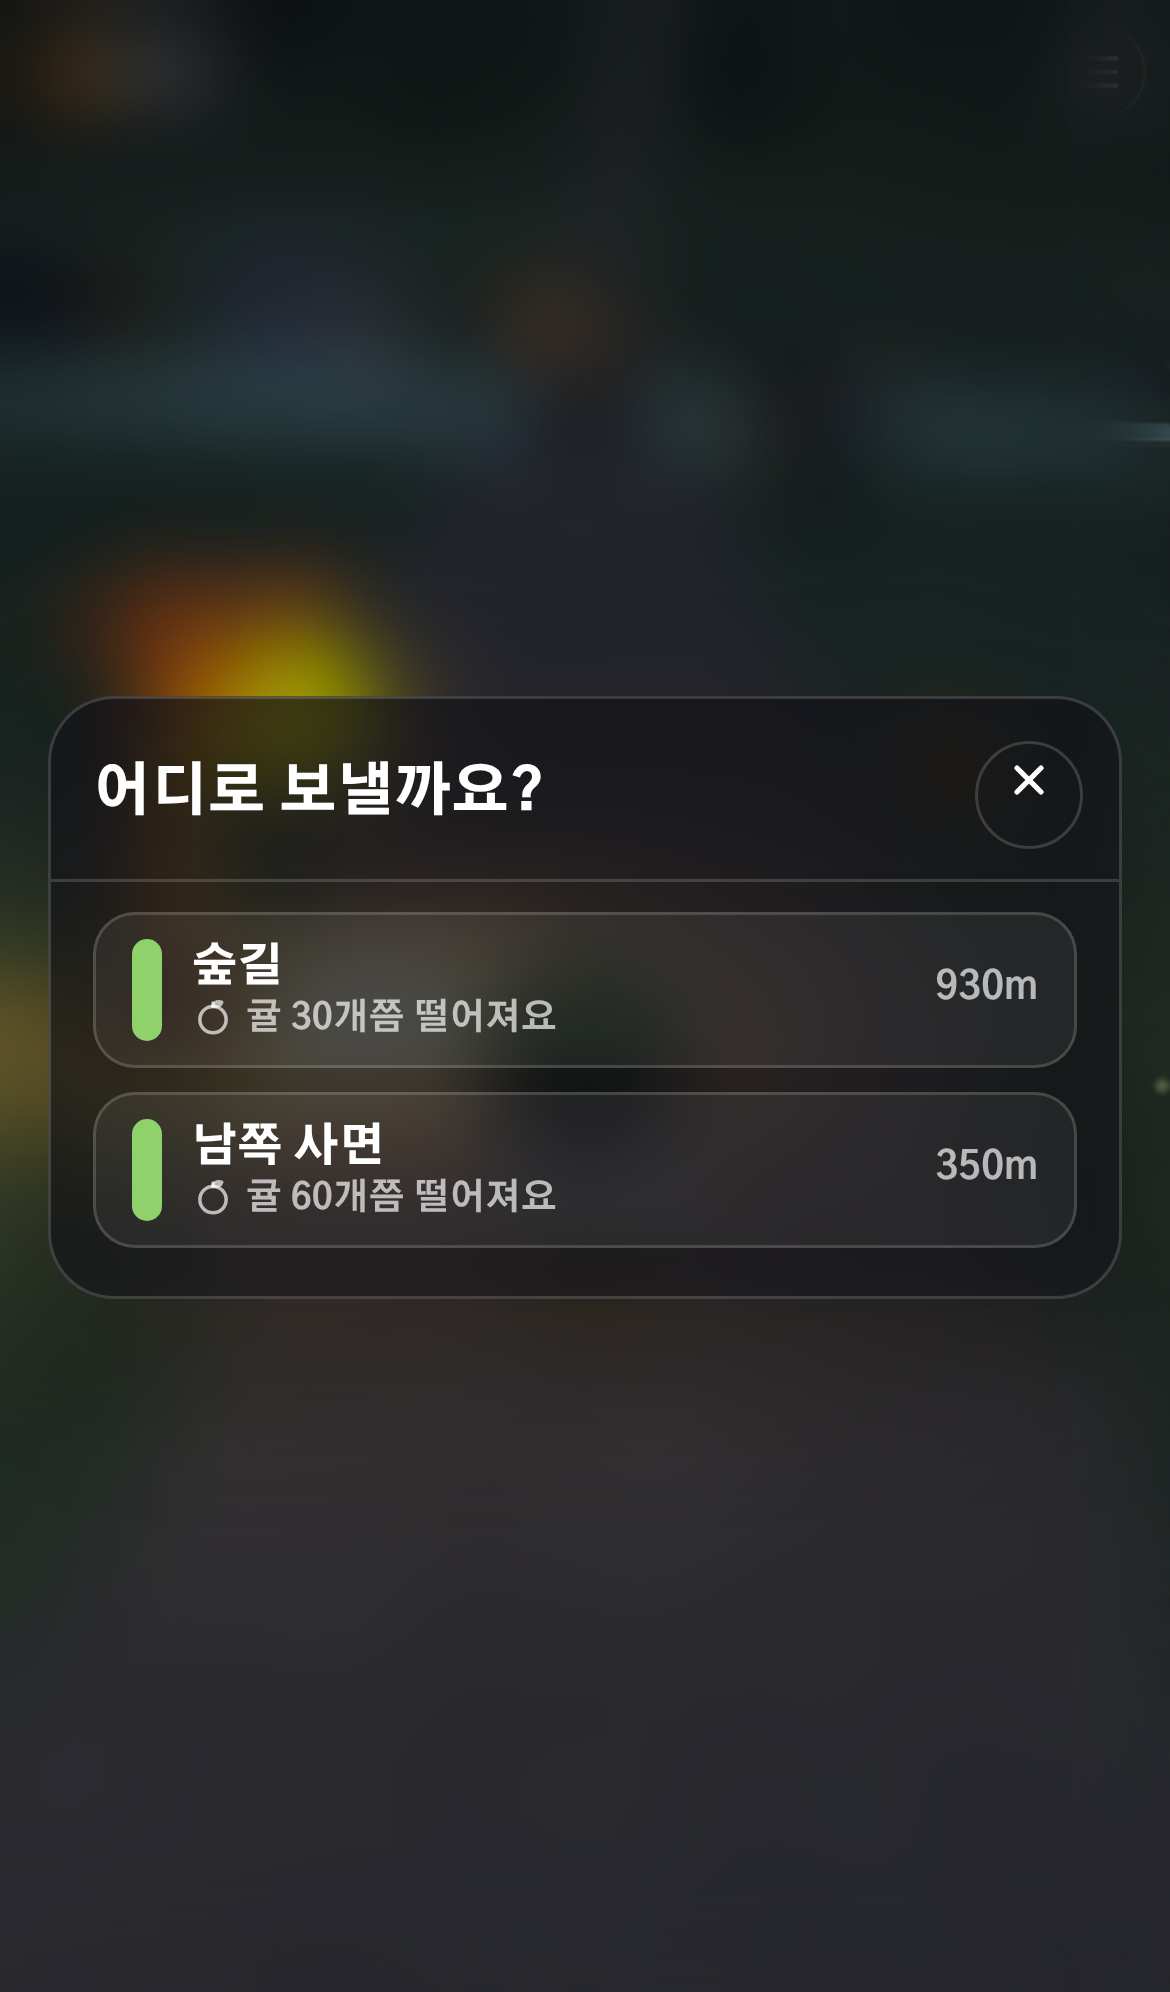 어디로 보낼까요?
숲길
귤 30개쯤 떨어져요
930m
남쪽 사면
귤 60개쯤 떨어져요
350m